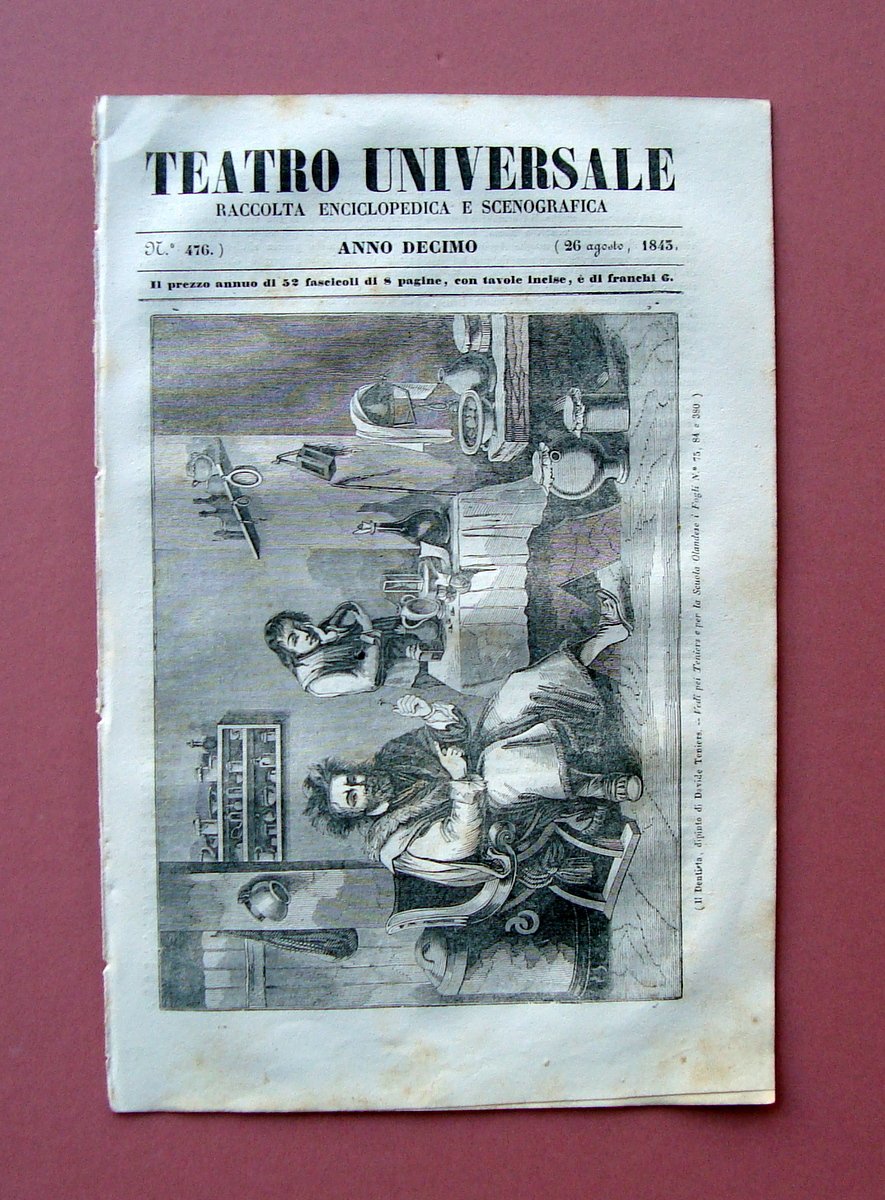 TEATRO UNIVERSALE
RACCOLTA ENCICLOPEDICA E SCENOGRAFICA
N.° 476.) ANNO DECIMO ( 26 agosto, 1843.
Il prezzo annuo di 52 fascicoli di 8 pagine, con tavole incise, è di franchi 6.
( Il Dentista, dipinto di Davide Teniers. – Vedi pei Teniers e per la Scuola Olandese i Fogli N.° 75, 84 e 380 )